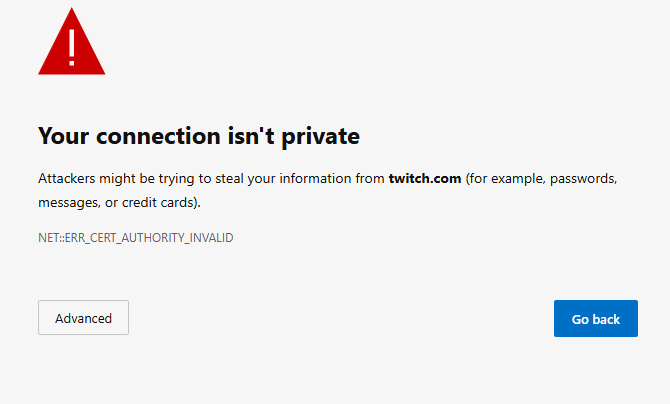 !
Your connection isn't private
Attackers might be trying to steal your information from twitch.com (for example, passwords,
messages, or credit cards).
NET::ERR_CERT_AUTHORITY_INVALID
Advanced
Go back